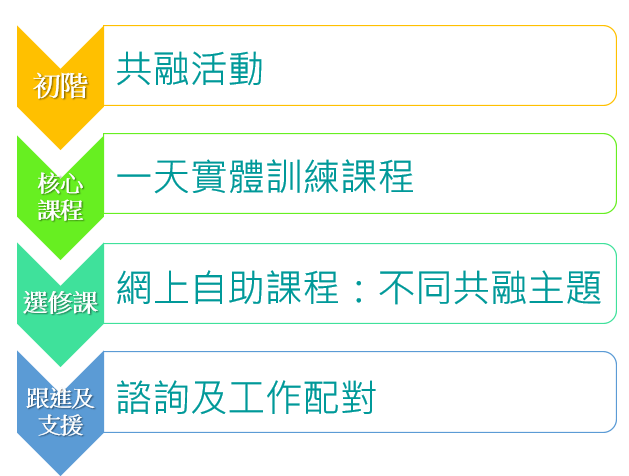 初階
共融活動
核心
課程
一天實體訓練課程
選修課
網上自助課程：不同共融主題
跟進及
支援
諮詢及工作配對